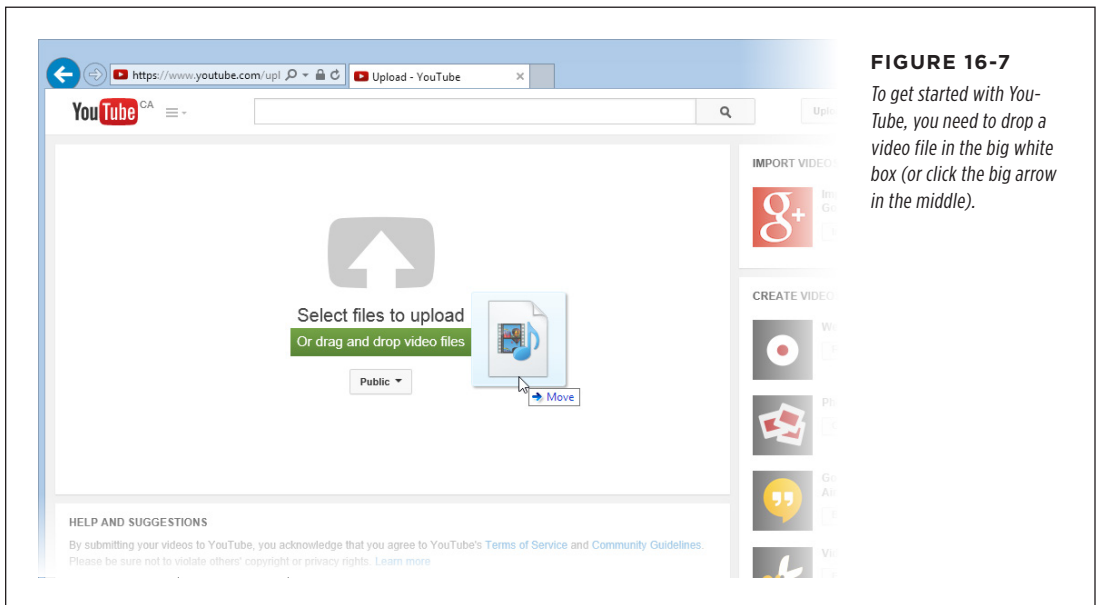 https://www.youtube.com/upl
Upload - YouTube
YouTube CA
Select files to upload
Or drag and drop video files
Public
Move
IMPORT VIDEO
CREATE VIDEO
HELP AND SUGGESTIONS
By submitting your videos to YouTube, you acknowledge that you agree to YouTube's Terms of Service and Community Guidelines.
Please be sure not to violate others' copyright or privacy rights. Learn more
FIGURE 16-7
To get started with You-
Tube, you need to drop a
video file in the big white
box (or click the big arrow
in the middle).